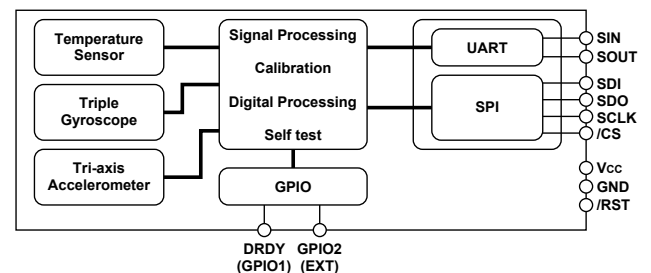 Temperature
Sensor
Triple
Gyroscope
Tri-axis
Accelerometer
Signal Processing
Calibration
Digital Processing
Self test
GPIO
UART
SPI
SIN
SOUT
SDI
SDO
SCLK
/CS
Vcc
GND
/RST
DRDY GPIO2
(GPIO1) (EXT)